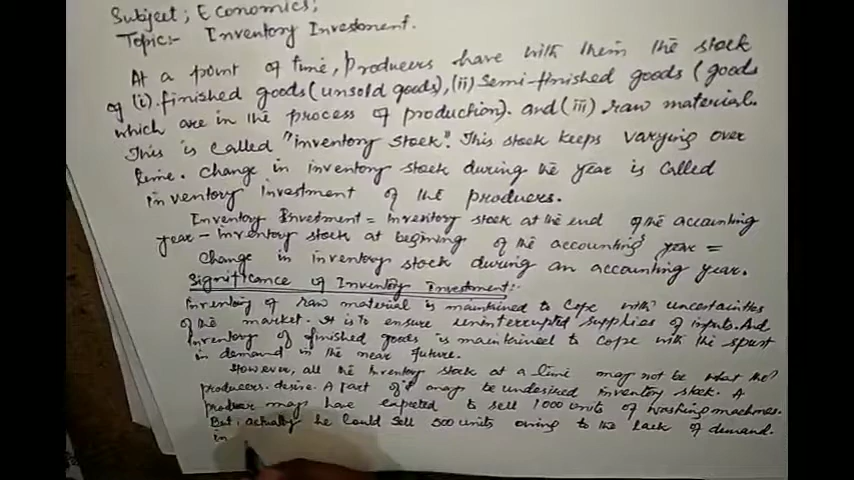 Subject; Economics;
Topic:- Inventory Investment.
At a point of time, Producers have with them the stock
of (i). finished goods (unsold goods), (ii) Semi-finished goods (goods
which are in the process of production). and (iii) raw material.
This is called "inventory stock". This stock keeps varying over
time. Change in inventory stock during the year is called
inventory investment of the producers.
Inventory Investment = Inventory stock at the end of the accounting
year - Inventory stock at begining of the accounting year =
Change in inventory stock during an accounting year.
Significance of Inventory Investment:-
Inventory of raw material is maintained to Cope with uncertainties
of the market. It is to ensure uninterrupted supplies of inputs. And
inventory of finished goods is maintained to cope with the spurt
in demand in the near future.
However, all the Inventory stock at a time may not be what the
producers desire. A part of it may be undesired inventory stock. A
producer may have expected to sell 1000 units of washing machines.
But, actually he Could Sell 500 units owing to the lack of demand.
in